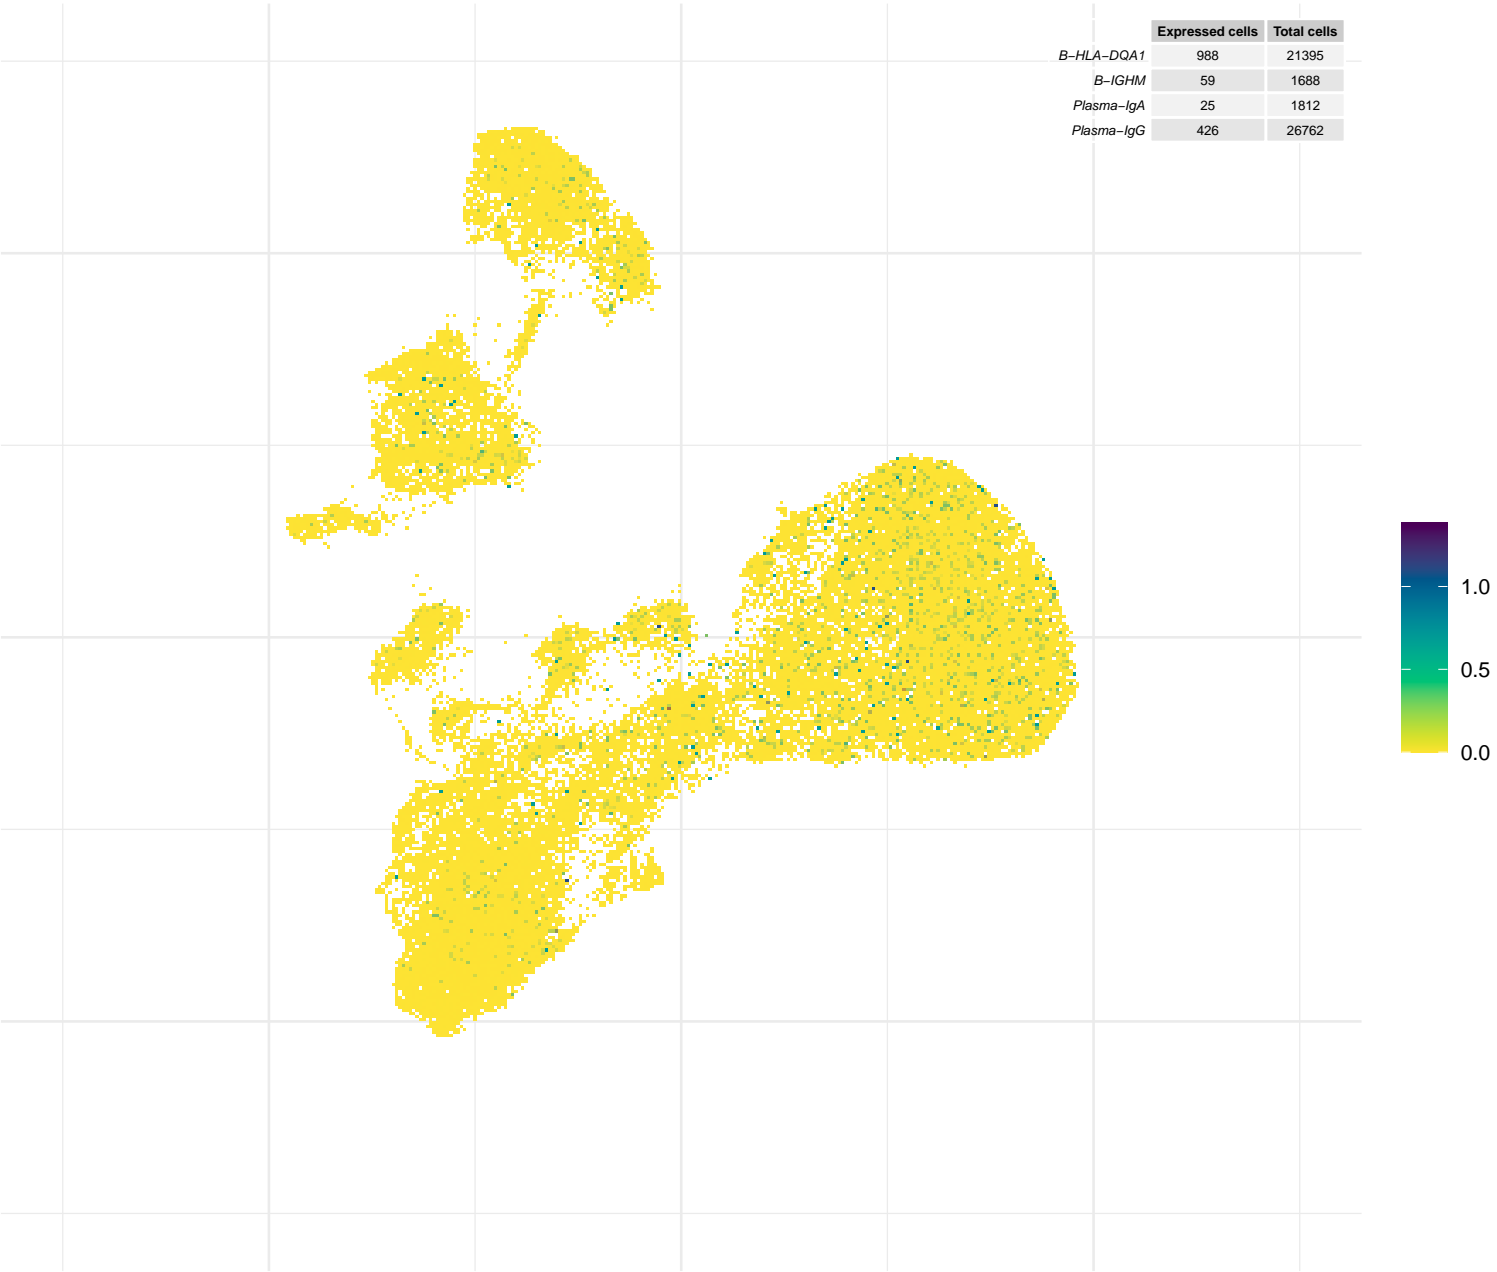 Expressed cells Total cells
B−HLA−DQA1 988 21395
B−IGHM 59 1688
Plasma−IgA 25 1812
Plasma−IgG 426 26762
1.0
0.5
0.0